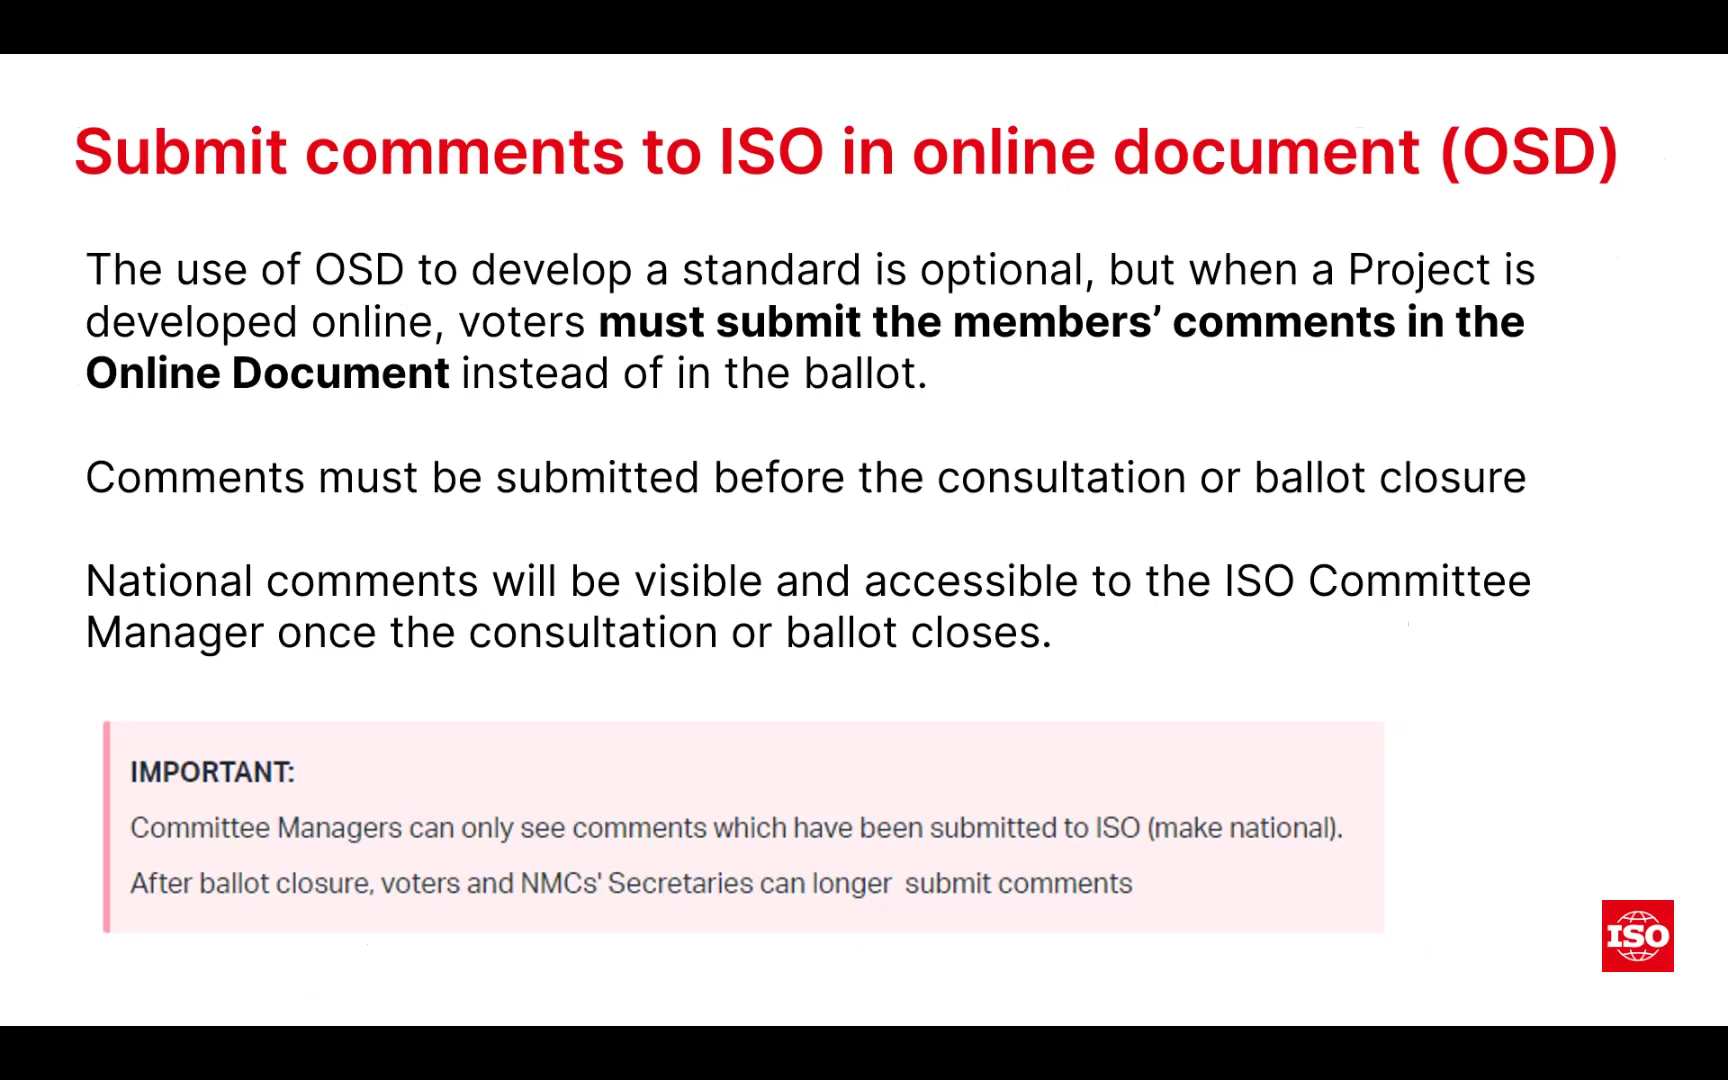 Submit comments to ISO in online document (OSD)
The use of OSD to develop a standard is optional, but when a Project is
developed online, voters must submit the members’ comments in the
Online Document instead of in the ballot.
Comments must be submitted before the consultation or ballot closure
National comments will be visible and accessible to the ISO Committee
Manager once the consultation or ballot closes.
IMPORTANT:
Committee Managers can only see comments which have been submitted to ISO (make national).
After ballot closure, voters and NMCs' Secretaries can longer submit comments
ISO